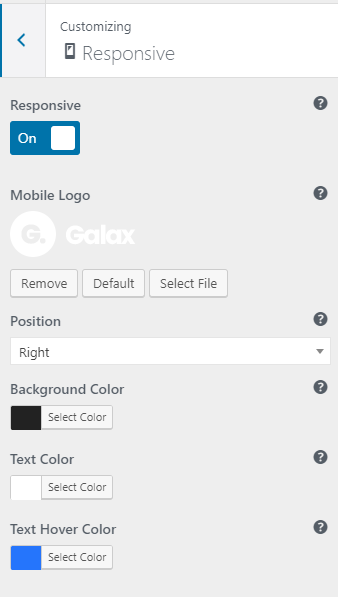 Customizing
Responsive
Responsive
On
Mobile Logo
G. Galax
Remove Default Select File
Position
Right
Background Color
Select Color
Text Color
Select Color
Text Hover Color
Select Color